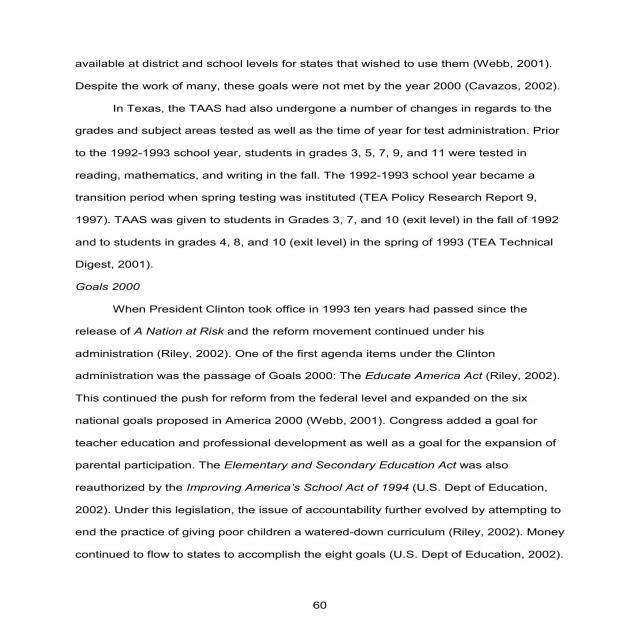 available at district and school levels for states that wished to use them (Webb, 2001).
Despite the work of many, these goals were not met by the year 2000 (Cavazos, 2002).
In Texas, the TAAS had also undergone a number of changes in regards to the
grades and subject areas tested as well as the time of year for test administration. Prior
to the 1992-1993 school year, students in grades 3, 5, 7, 9, and 11 were tested in
reading, mathematics, and writing in the fall. The 1992-1993 school year became a
transition period when spring testing was instituted (TEA Policy Research Report 9,
1997). TAAS was given to students in Grades 3, 7, and 10 (exit level) in the fall of 1992
and to students in grades 4, 8, and 10 (exit level) in the spring of 1993 (TEA Technical
Digest, 2001).
Goals 2000
When President Clinton took office in 1993 ten years had passed since the
release of A Nation at Risk and the reform movement continued under his
administration (Riley, 2002). One of the first agenda items under the Clinton
administration was the passage of Goals 2000: The Educate America Act (Riley, 2002).
This continued the push for reform from the federal level and expanded on the six
national goals proposed in America 2000 (Webb, 2001). Congress added a goal for
teacher education and professional development as well as a goal for the expansion of
parental participation. The Elementary and Secondary Education Act was also
reauthorized by the Improving America's School Act of 1994 (U.S. Dept of Education,
2002). Under this legislation, the issue of accountability further evolved by attempting to
end the practice of giving poor children a watered-down curriculum (Riley, 2002). Money
continued to flow to states to accomplish the eight goals (U.S. Dept of Education, 2002).
60